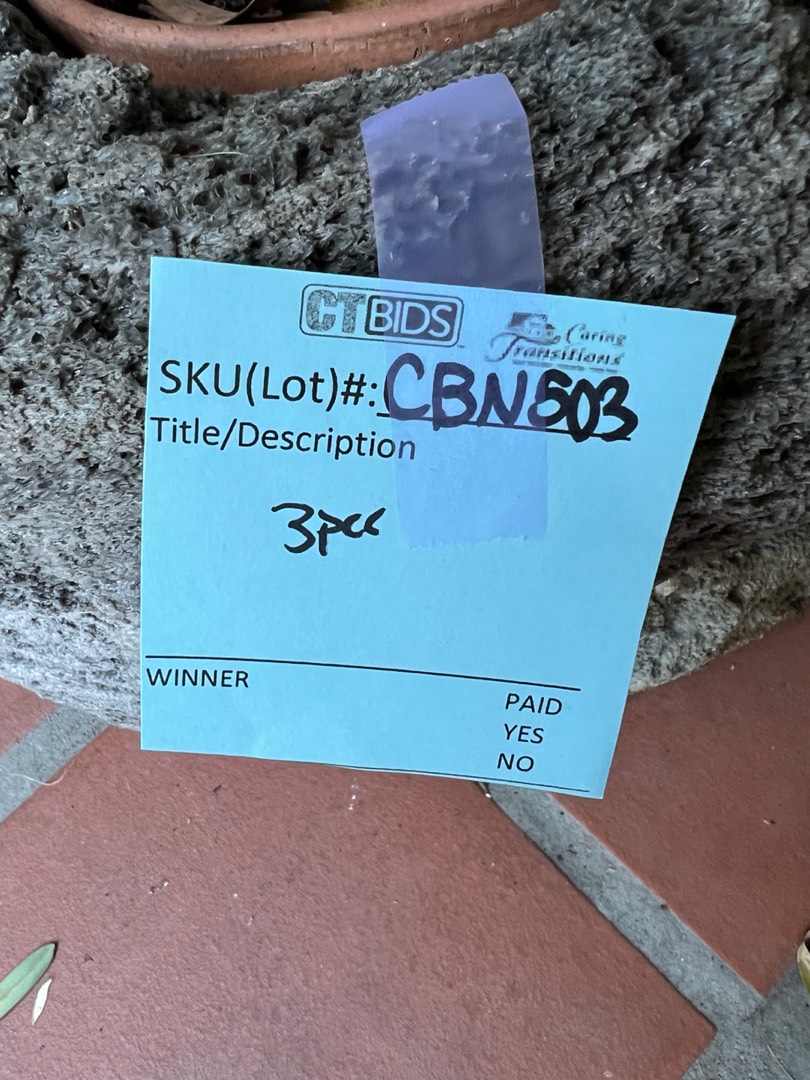 CTBIDS
Caring
Transitions
SKU(Lot)#: CBN503
Title/Description
3pcs
WINNER
PAID
YES
NO